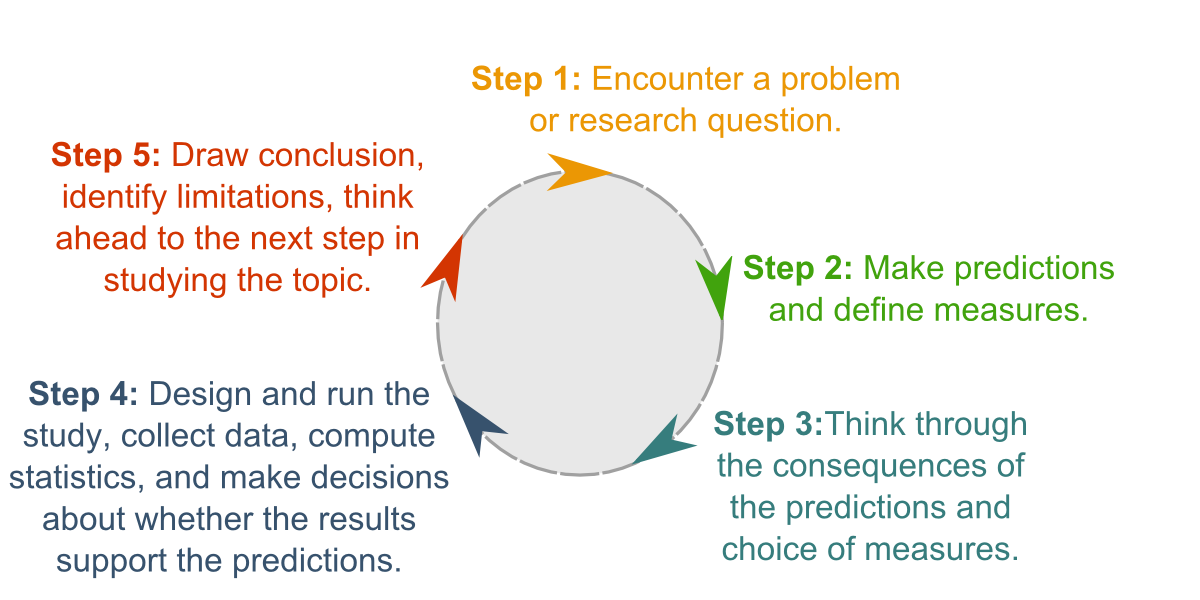 Step 1: Encounter a problem
or research question.
Step 2: Make predictions
and define measures.
Step 3:Think through
the consequences of
the predictions and
choice of measures.
Step 4: Design and run the
study, collect data, compute
statistics, and make decisions
about whether the results
support the predictions.
Step 5: Draw conclusion,
identify limitations, think
ahead to the next step in
studying the topic.